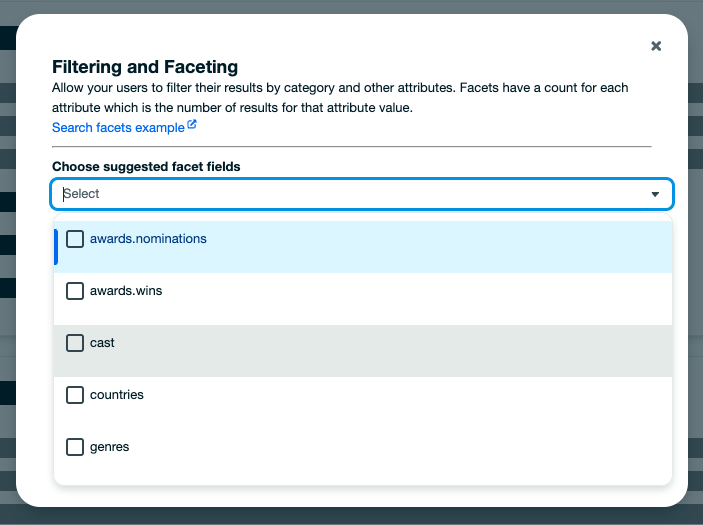 Filtering and Faceting
Allow your users to filter their results by category and other attributes. Facets have a count for each
attribute which is the number of results for that attribute value.
Search facets example
Choose suggested facet fields
Select
awards.nominations
awards.wins
cast
countries
genres